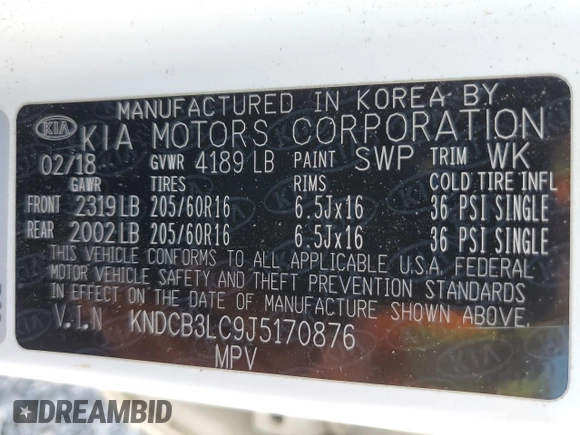 MANUFACTURED IN KOREA BY
KIA KIA MOTORS CORPORATION
02/18 GVWR 4189 LB PAINT SWP TRIM WK
GAWR TIRES RIMS COLD TIRE INFL
FRONT 2319 LB 205/60R16 6.5Jx16 36 PSI SINGLE
REAR 2002 LB 205/60R16 6.5Jx16 36 PSI SINGLE
THIS VEHICLE CONFORMS TO ALL APPLICABLE U.S.A. FEDERAL
MOTOR VEHICLE SAFETY AND THEFT PREVENTION STANDARDS
IN EFFECT ON THE DATE OF MANUFACTURE SHOWN ABOVE.
V.I.N KNDCB3LC9J5170876
MPV
DREAMBID